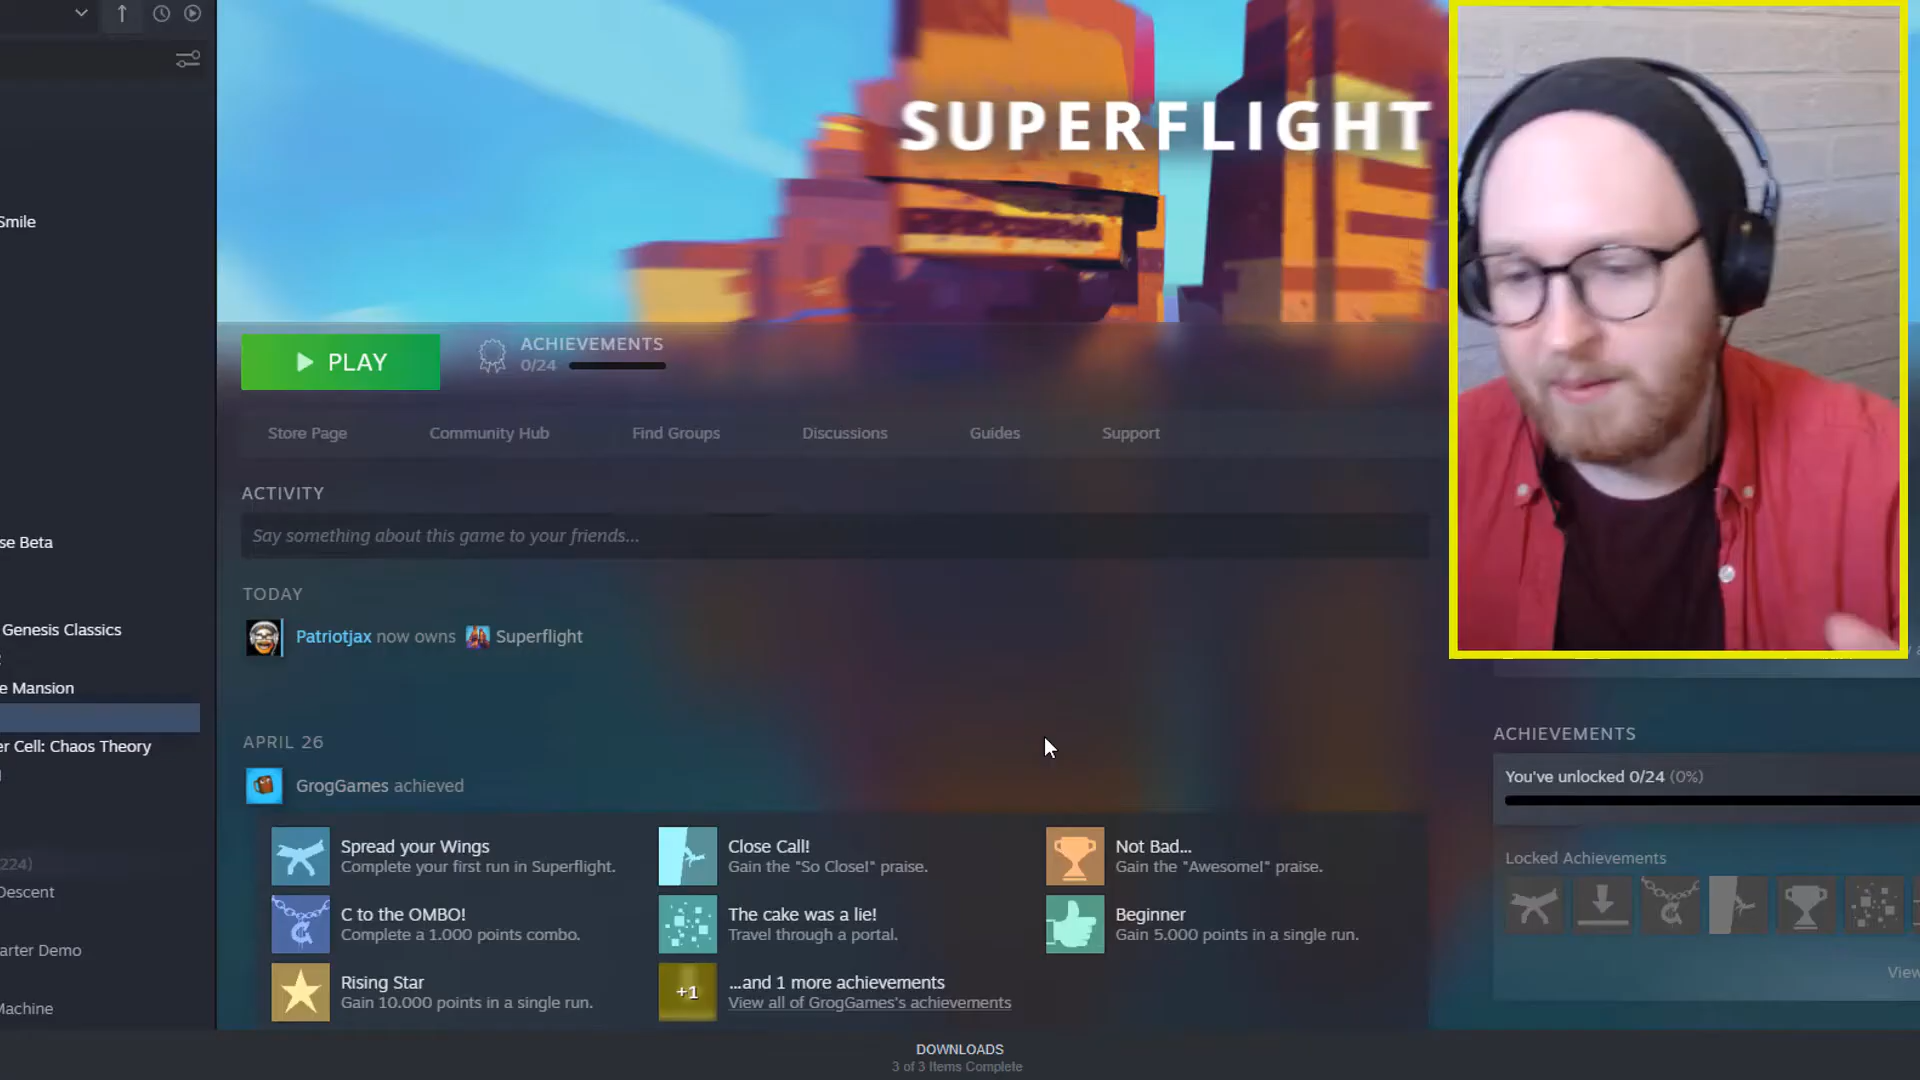 SUPERFLIGHT
Smile
PLAY
ACHIEVEMENTS
0/24
Store Page
Community Hub
Find Groups
Discussions
Guides
Support
ACTIVITY
Say something about this game to your friends...
se Beta
TODAY
Genesis Classics
Patriotjax now owns Superflight
e Mansion
er Cell: Chaos Theory
APRIL 26
GrogGames achieved
ACHIEVEMENTS
You've unlocked 0/24 (0%)
Spread your Wings
Complete your first run in Superflight.
Close Call!
Gain the "So Close!" praise.
Not Bad...
Gain the "Awesome!" praise.
Locked Achievements
224)
Descent
C to the OMBO!
Complete a 1.000 points combo.
The cake was a lie!
Travel through a portal.
Beginner
Gain 5.000 points in a single run.
arter Demo
Rising Star
Gain 10.000 points in a single run.
+1
...and 1 more achievements
View all of GrogGames's achievements
View
Machine
DOWNLOADS
3 of 3 Items Complete